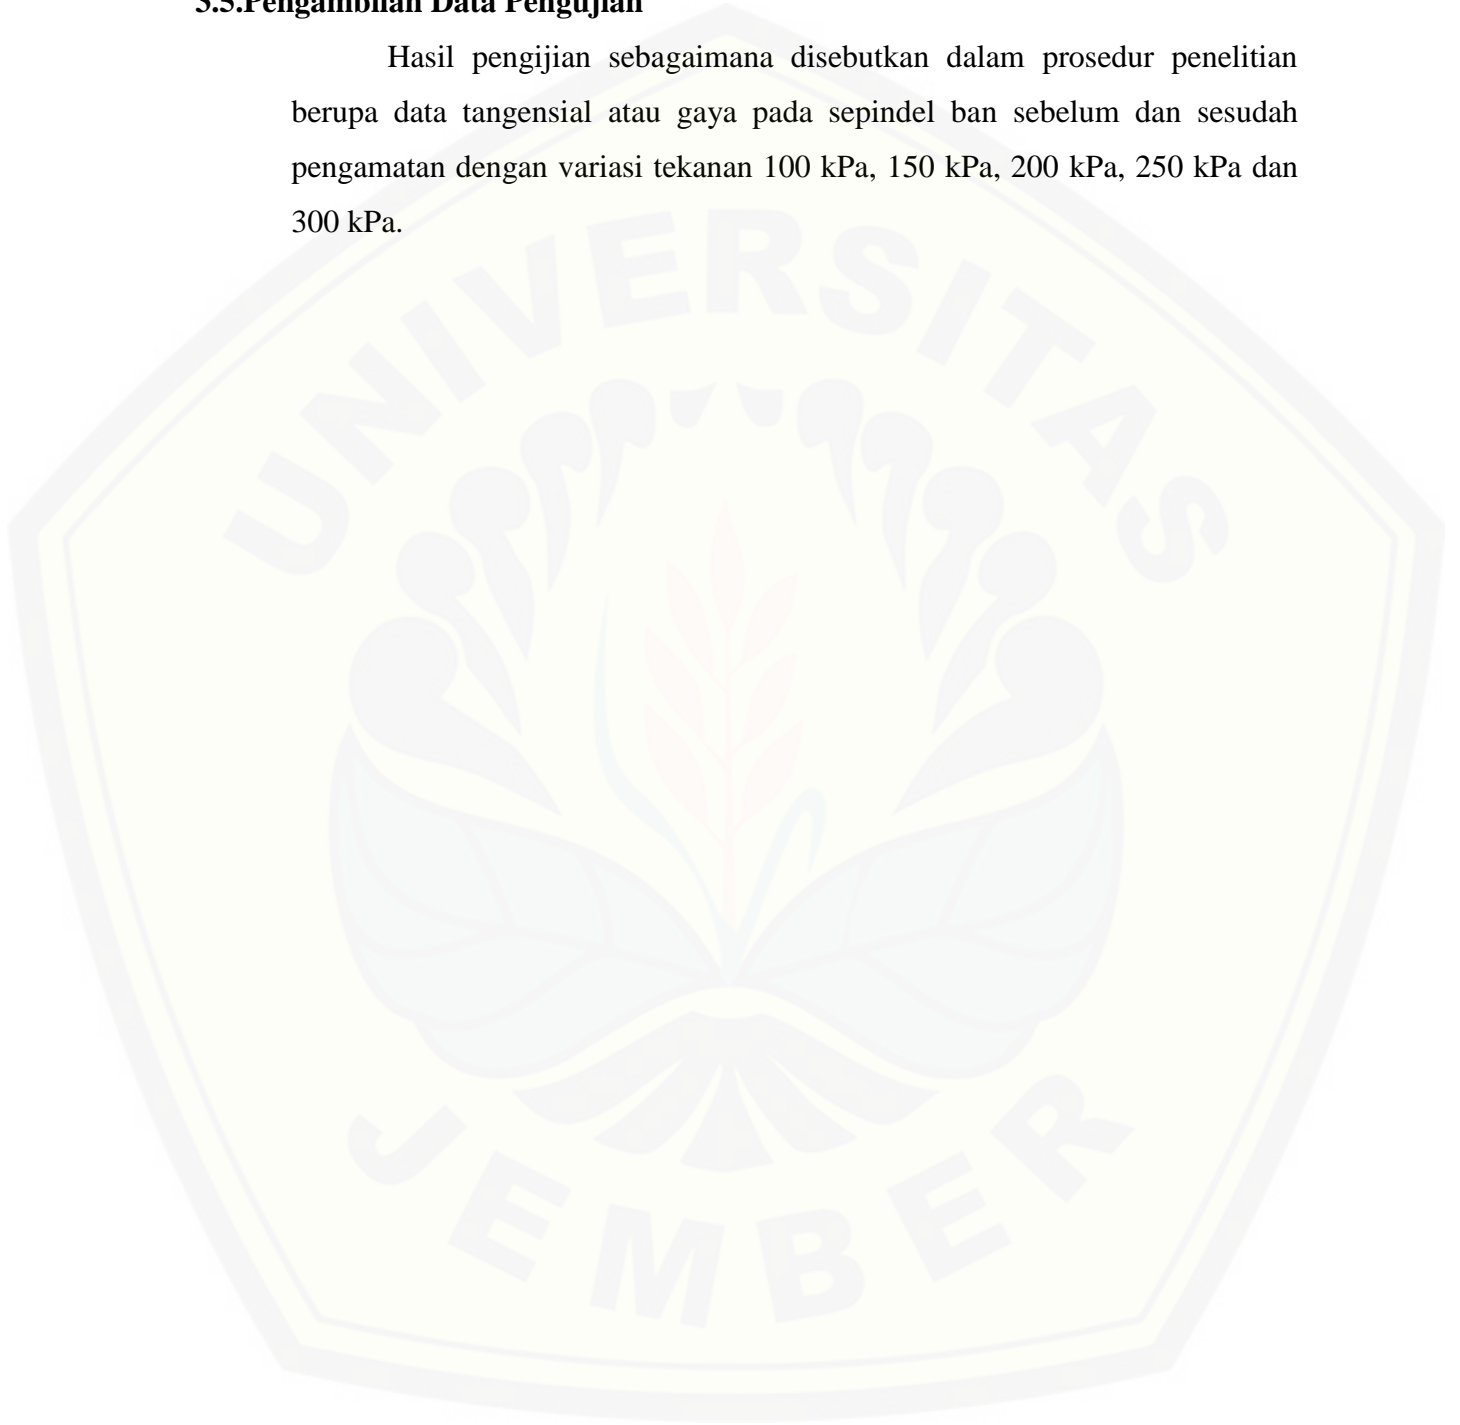 3.5.Pengambilan Data Pengujian
Hasil pengijian sebagaimana disebutkan dalam prosedur penelitian
berupa data tangensial atau gaya pada sepindel ban sebelum dan sesudah
pengamatan dengan variasi tekanan 100 kPa, 150 kPa, 200 kPa, 250 kPa dan
300 kPa.
UNIVERSITAS
JEMBER